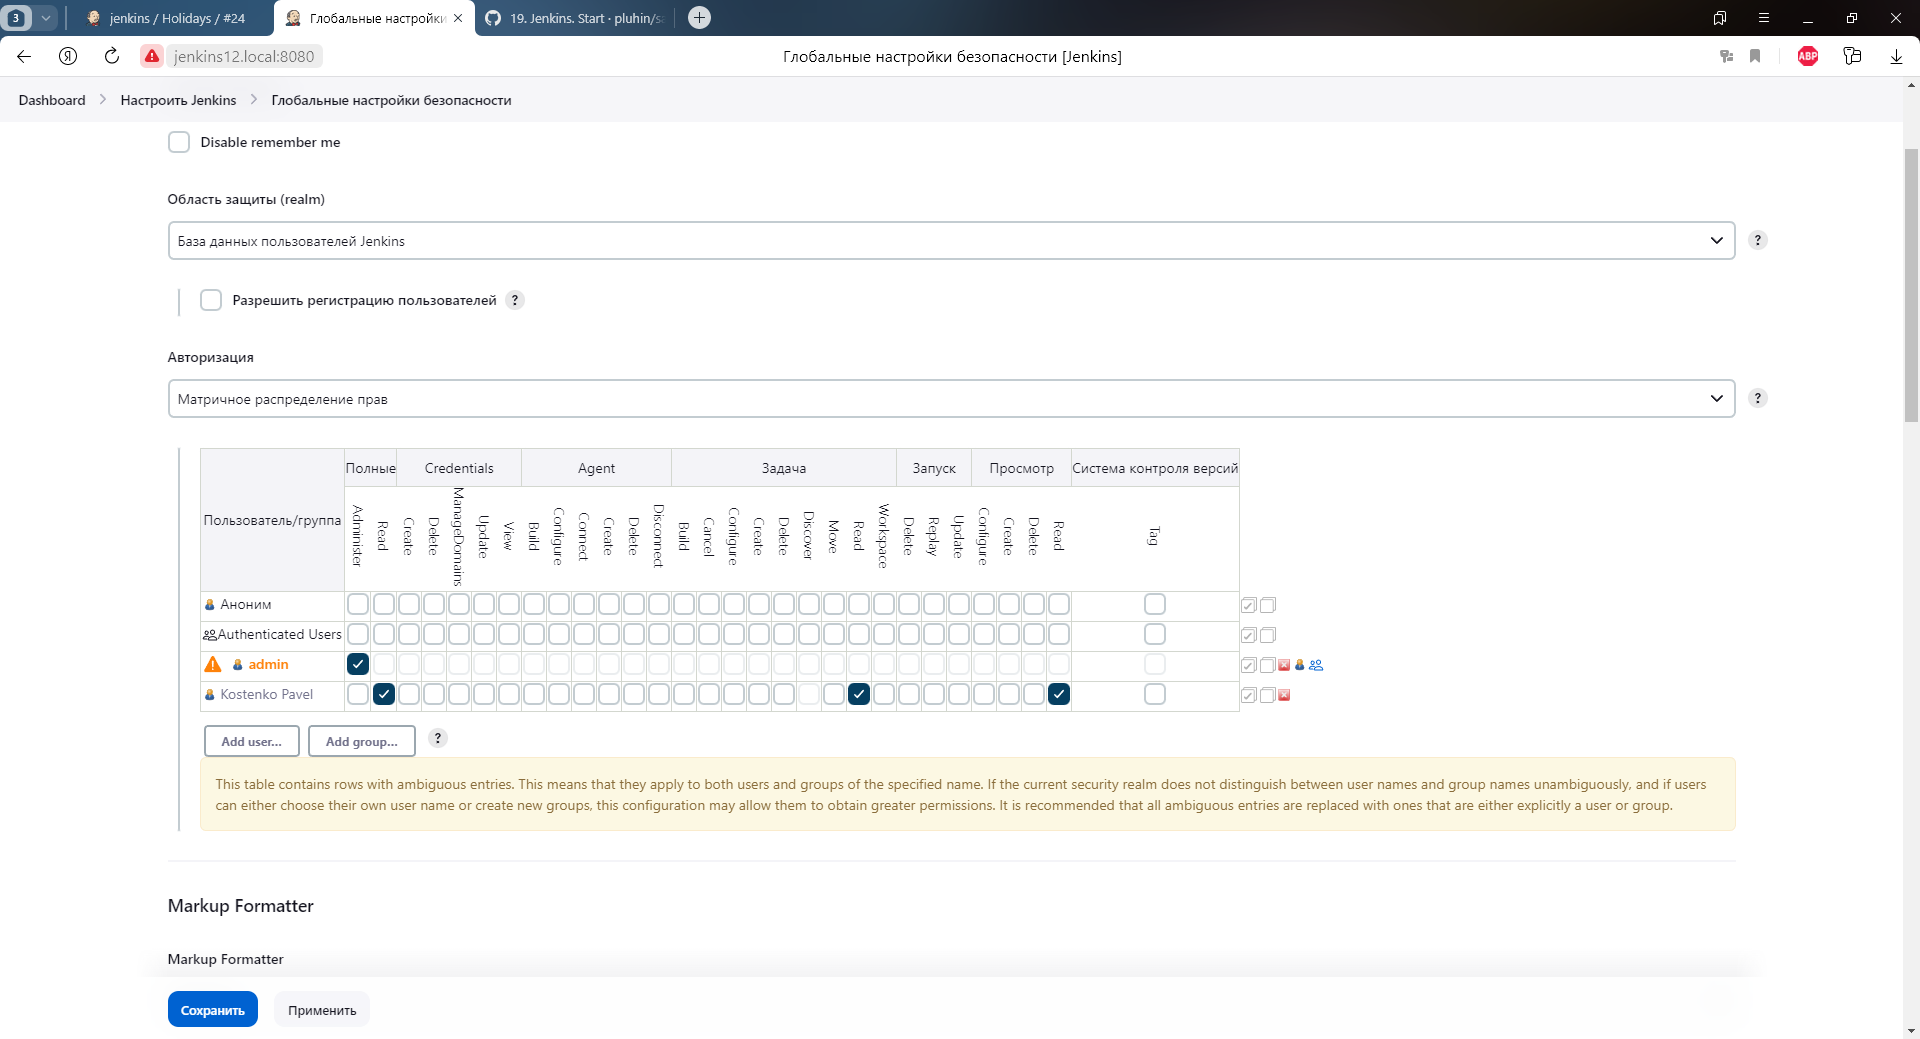 3
jenkins / Holidays / #24
Глобальные настройки
19. Jenkins. Start · pluhin/sa
jenkins12.local:8080
Глобальные настройки безопасности [Jenkins]
ABP
Dashboard > Настроить Jenkins > Глобальные настройки безопасности
Disable remember me
Область защиты (realm)
База данных пользователей Jenkins
?
Разрешить регистрацию пользователей ?
Авторизация
Матричное распределение прав
?
Пользователь/группа Полные Credentials Agent Задача Запуск Просмотр Система контроля версий
Administer Read Create Delete ManageDomains Update View Build Configure Connect Create Delete Disconnect Build Cancel Configure Create Delete Discover Move Read Workspace Delete Replay Update Configure Create Delete Read Tag
Аноним
Authenticated Users
admin
Kostenko Pavel
Add user... Add group... ?
This table contains rows with ambiguous entries. This means that they apply to both users and groups of the specified name. If the current security realm does not distinguish between user names and group names unambiguously, and if users
can either choose their own user name or create new groups, this configuration may allow them to obtain greater permissions. It is recommended that all ambiguous entries are replaced with ones that are either explicitly a user or group.
Markup Formatter
Markup Formatter
Сохранить Применить